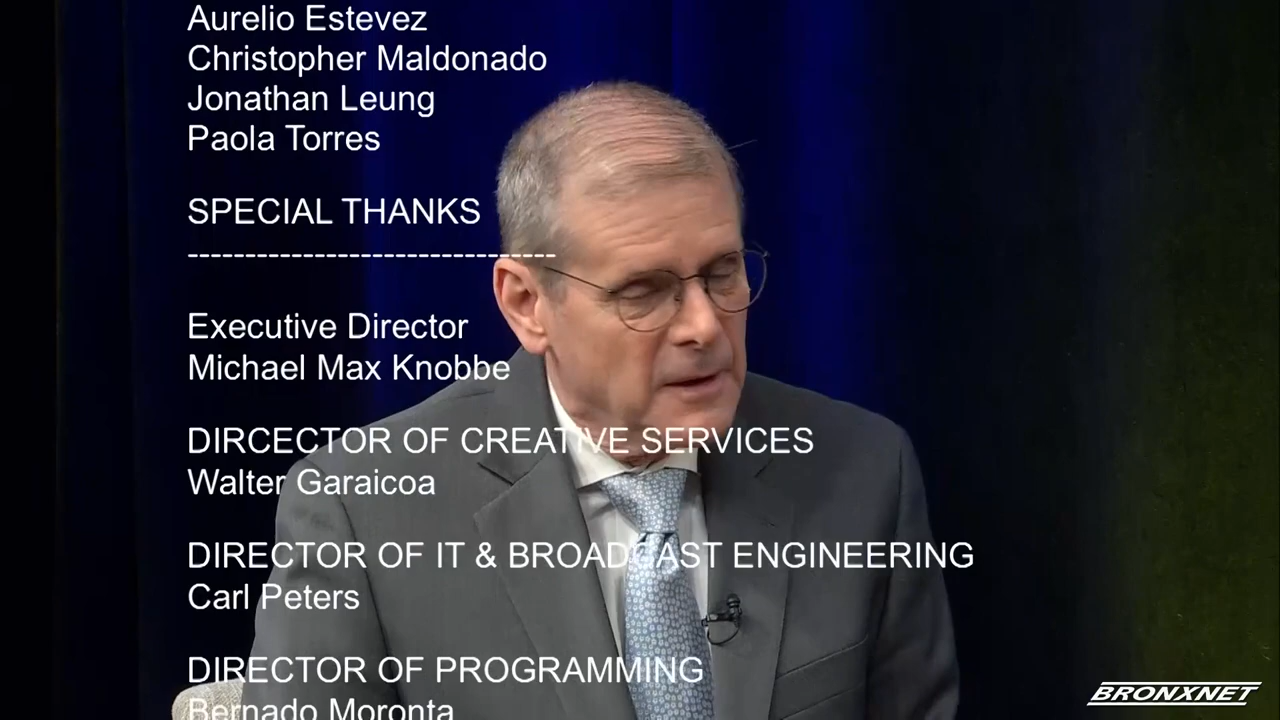 Aurelio Estevez
Christopher Maldonado
Jonathan Leung
Paola Torres
SPECIAL THANKS
--------------------------------
Executive Director
Michael Max Knobbe
DIRCECTOR OF CREATIVE SERVICES
Walter Garaicoa
DIRECTOR OF IT & BROADCAST ENGINEERING
Carl Peters
DIRECTOR OF PROGRAMMING
Bernado Moronta
BRONXNET